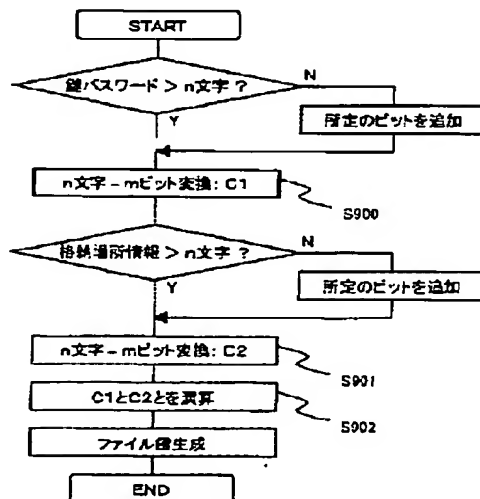 START
鍵パスワード > n文字 ?
N
Y
所定のビットを追加
n文字 – mビット変換: C1
S900
格納場所情報 > n文字 ?
N
Y
所定のビットを追加
n文字 – mビット変換: C2
S901
C1とC2とを演算
S902
ファイル鍵生成
END